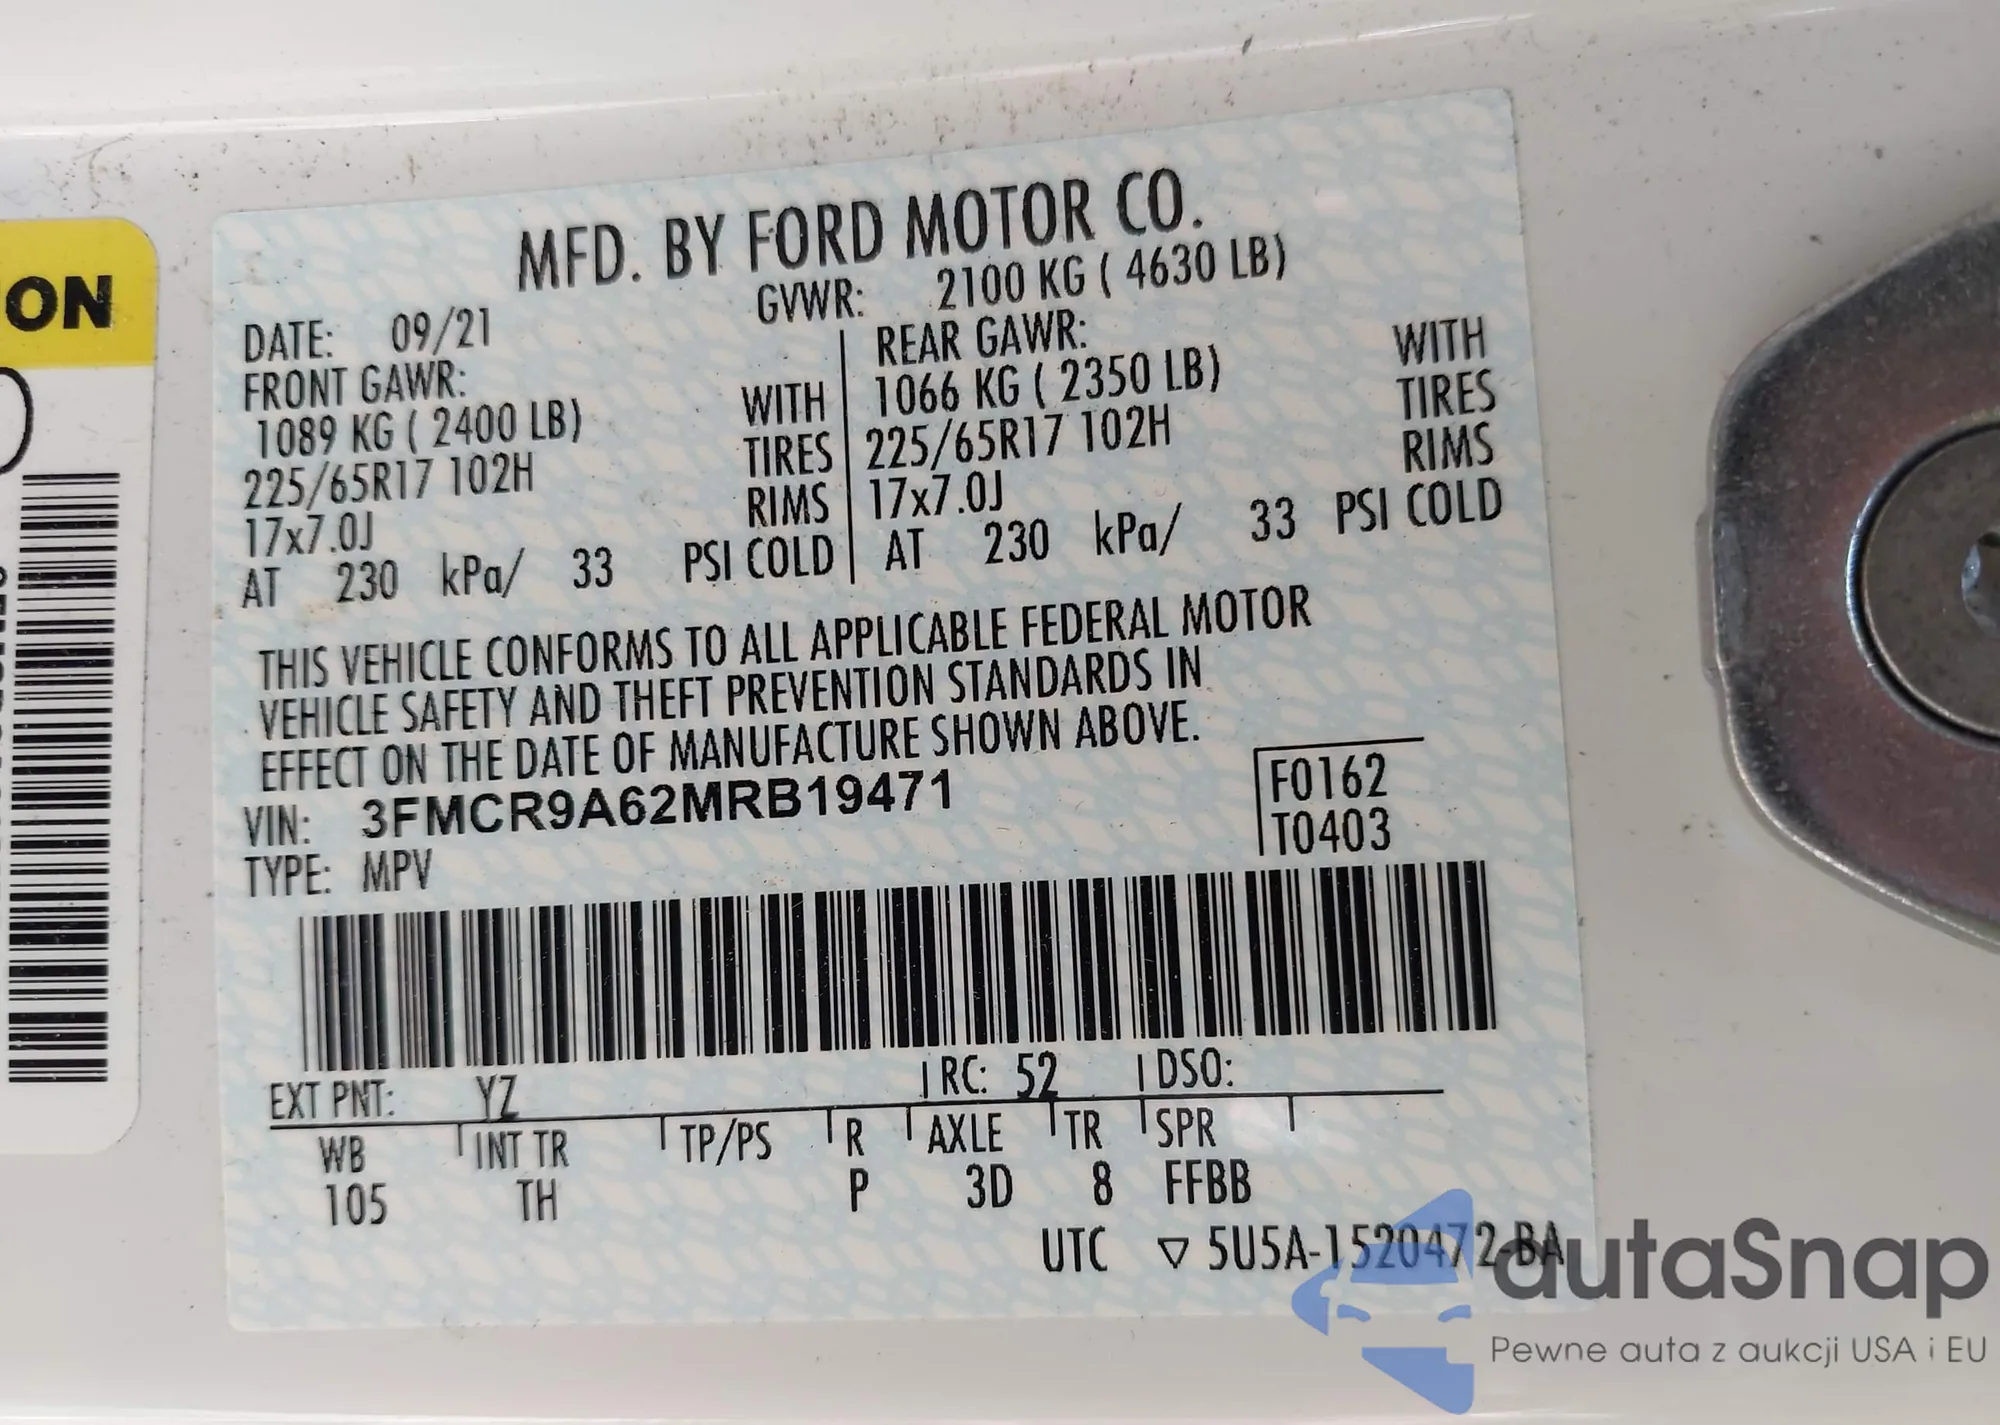 ON
MFD. BY FORD MOTOR CO.
DATE: 09/21 GVWR: 2100 KG ( 4630 LB)
FRONT GAWR: REAR GAWR:
1089 KG ( 2400 LB) WITH 1066 KG ( 2350 LB) WITH
225/65R17 102H TIRES 225/65R17 102H TIRES
17x7.0J RIMS 17x7.0J RIMS
AT 230 kPa/ 33 PSI COLD AT 230 kPa/ 33 PSI COLD
THIS VEHICLE CONFORMS TO ALL APPLICABLE FEDERAL MOTOR
VEHICLE SAFETY AND THEFT PREVENTION STANDARDS IN
EFFECT ON THE DATE OF MANUFACTURE SHOWN ABOVE.
VIN: 3FMCR9A62MRB19471 F0162
TYPE: MPV T0403
EXT PNT: YZ RC: 52 DSO:
WB INT TR TP/PS R AXLE TR SPR
105 TH P 3D 8 FFBB
UTC ▽ 5U5A-1520472-BA
autaSnap
Pewne auta z aukcji USA i EU